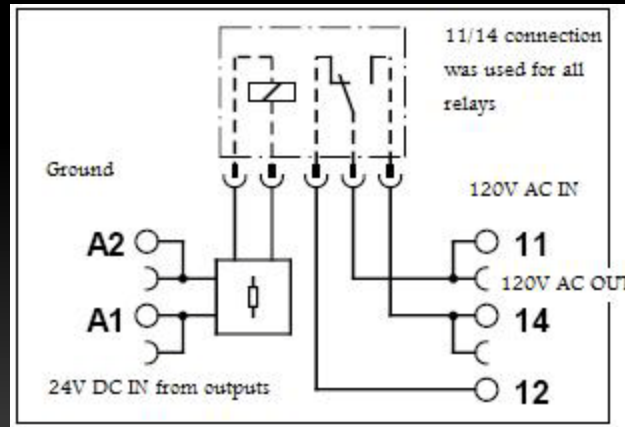 11/14 connection
was used for all
relays
Ground
120V AC IN
A2
11
120V AC OUT
A1
14
24V DC IN from outputs
12